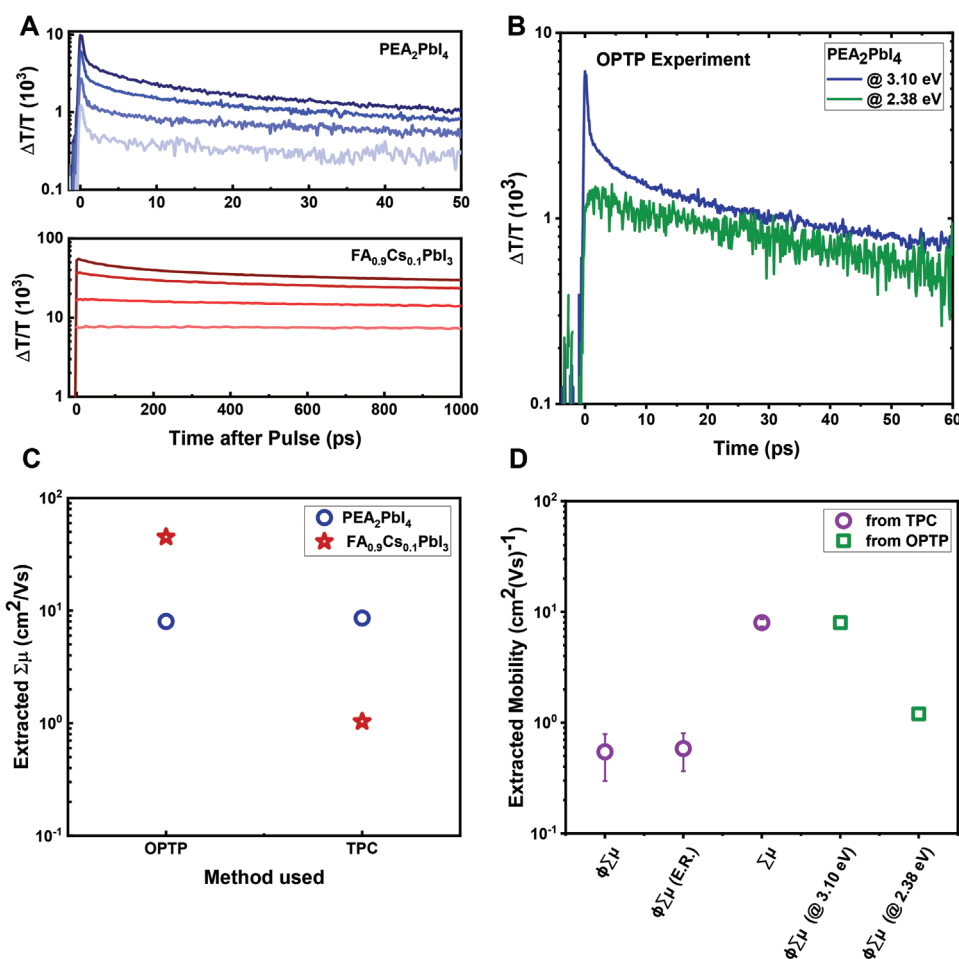 A
PEA₂PbI₄
ΔT/T (10³)
10
1
0.1
0 10 20 30 40 50
FA₀.₉Cs₀.₁PbI₃
ΔT/T (10³)
100
10
1
0 200 400 600 800 1000
Time after Pulse (ps)
B
OPTP Experiment
PEA₂PbI₄
@ 3.10 eV
@ 2.38 eV
ΔT/T (10³)
10
1
0.1
0 10 20 30 40 50 60
Time (ps)
C
PEA₂PbI₄
FA₀.₉Cs₀.₁PbI₃
Extracted Σμ (cm²/Vs)
10²
10¹
10⁰
10⁻¹
OPTP TPC
Method used
D
from TPC
from OPTP
Extracted Mobility (cm²(Vs)⁻¹
10²
10¹
10⁰
10⁻¹
ϕΣμ
ϕΣμ (E.R.)
Σμ
ϕΣμ (@ 3.10 eV)
ϕΣμ (@ 2.38 eV)